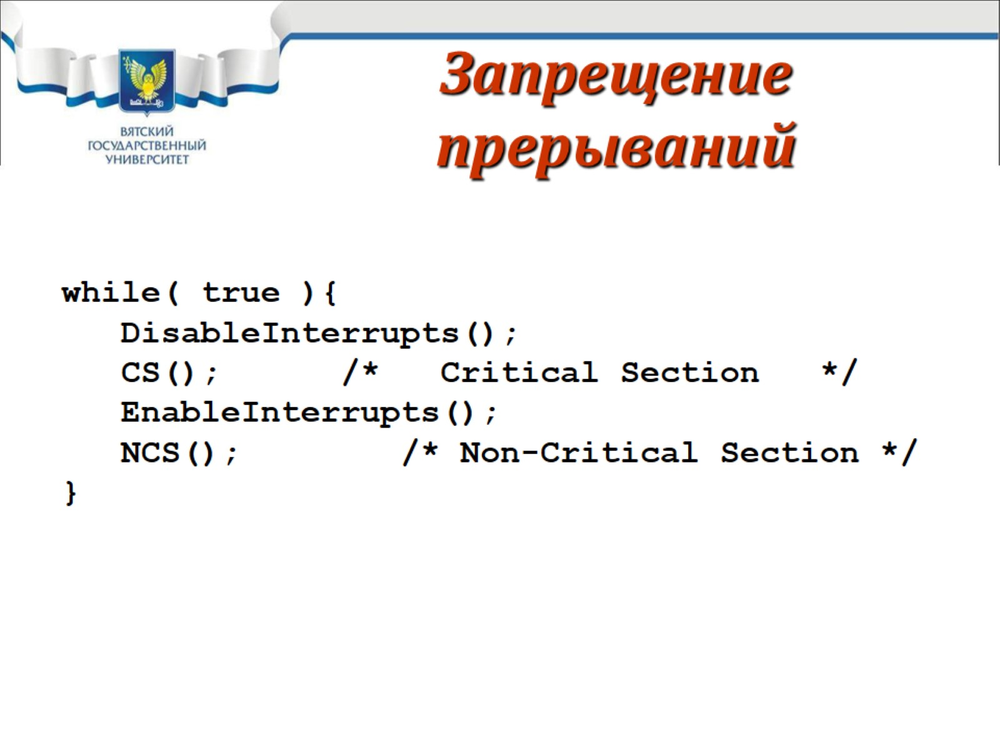 ВЯТСКИЙ
ГОСУДАРСТВЕННЫЙ
УНИВЕРСИТЕТ
Запрещение
прерываний
while( true ){
DisableInterrupts();
CS(); /* Critical Section */
EnableInterrupts();
NCS(); /* Non-Critical Section */
}